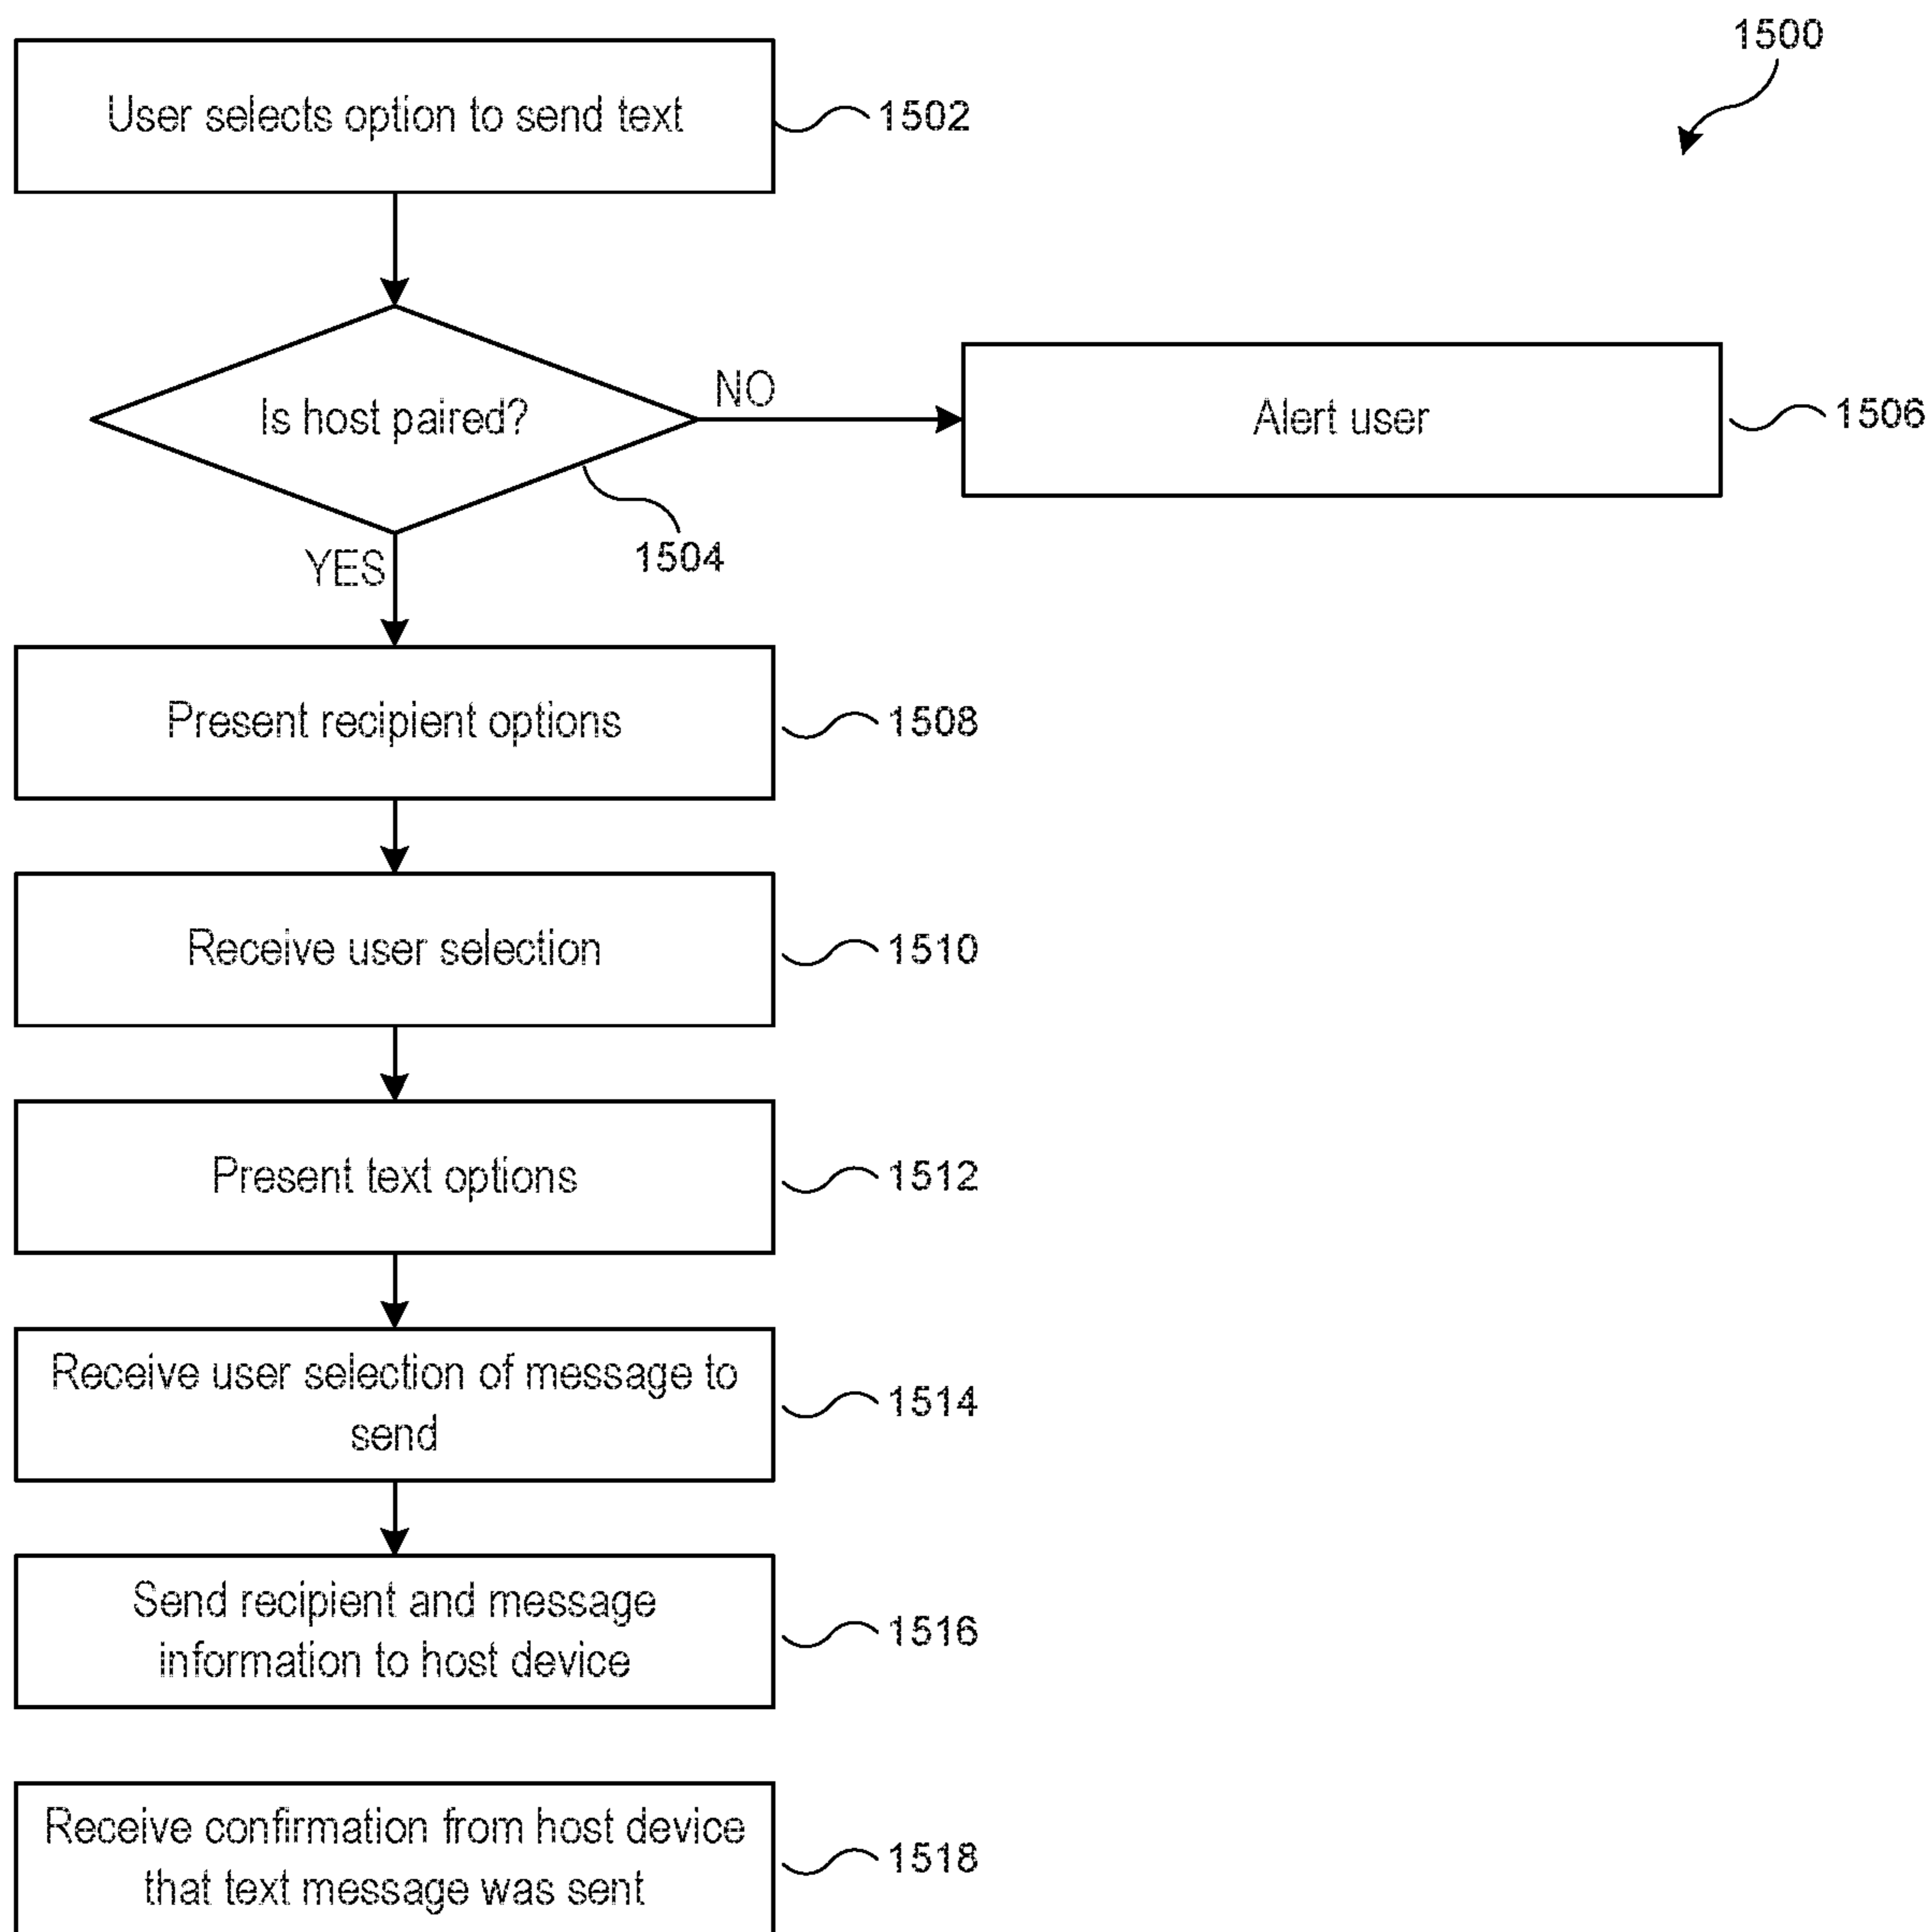 1500
User selects option to send text
1502
Is host paired?
NO
Alert user
1506
1504
YES
Present recipient options
1508
Receive user selection
1510
Present text options
1512
Receive user selection of message to
send
1514
Send recipient and message
information to host device
1516
Receive confirmation from host device
that text message was sent
1518